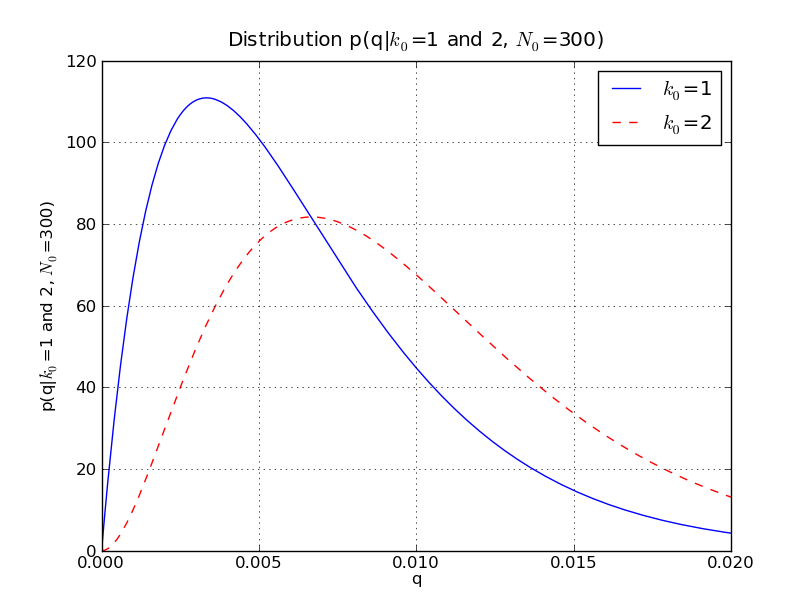 Distribution p(q|k₀=1 and 2, N₀=300)
120
100
80
60
40
20
0
p(q|k₀=1 and 2, N₀=300)
k₀=1
k₀=2
0.000
0.005
0.010
0.015
0.020
q